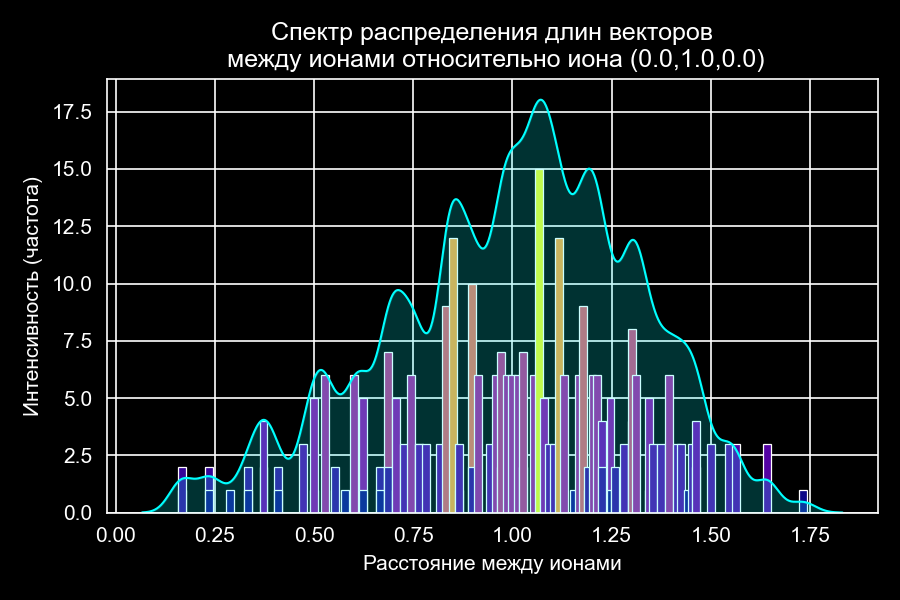 Спектр распределения длин векторов
между ионами относительно иона (0.0,1.0,0.0)
Интенсивность (частота)
17.5
15.0
12.5
10.0
7.5
5.0
2.5
0.0
0.00 0.25 0.50 0.75 1.00 1.25 1.50 1.75
Расстояние между ионами